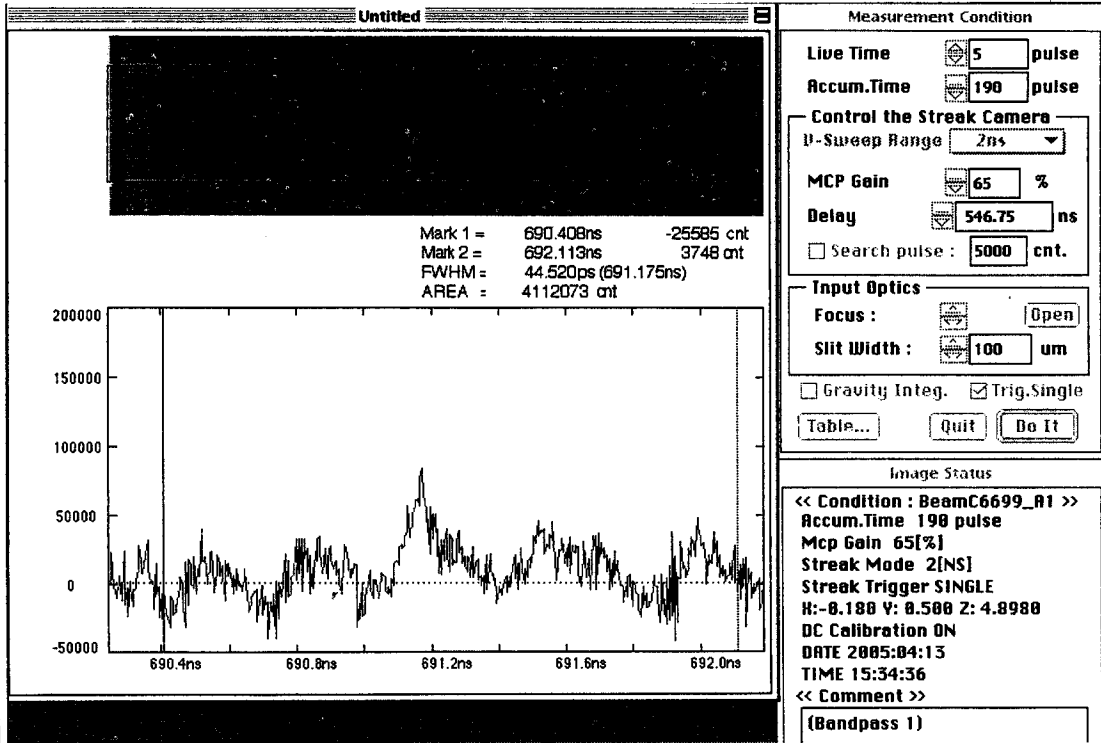 Untitled
Mark 1 = 690.408ns -25585 cnt
Mark 2 = 692.113ns 3748 cnt
FWHM = 44.520ps (691.175ns)
AREA = 4112073 cnt
200000
150000
100000
50000
0
-50000
690.4ns 690.8ns 691.2ns 691.6ns 692.0ns
Measurement Condition
Live Time 5 pulse
Accum.Time 190 pulse
Control the Streak Camera
V-Sweep Range 2ns
MCP Gain 65 %
Delay 546.75 ns
Search pulse : 5000 cnt.
Input Optics
Focus : Open
Slit Width : 100 um
Gravity Integ. Trig.Single
Table... Quit Do It
Image Status
<< Condition : BeamC6699_A1 >>
Accum.Time 190 pulse
Mcp Gain 65[%]
Streak Mode 2[NS]
Streak Trigger SINGLE
X:-0.180 Y: 0.500 Z: 4.8980
DC Calibration ON
DATE 2005:04:13
TIME 15:34:36
<< Comment >>
(Bandpass 1)